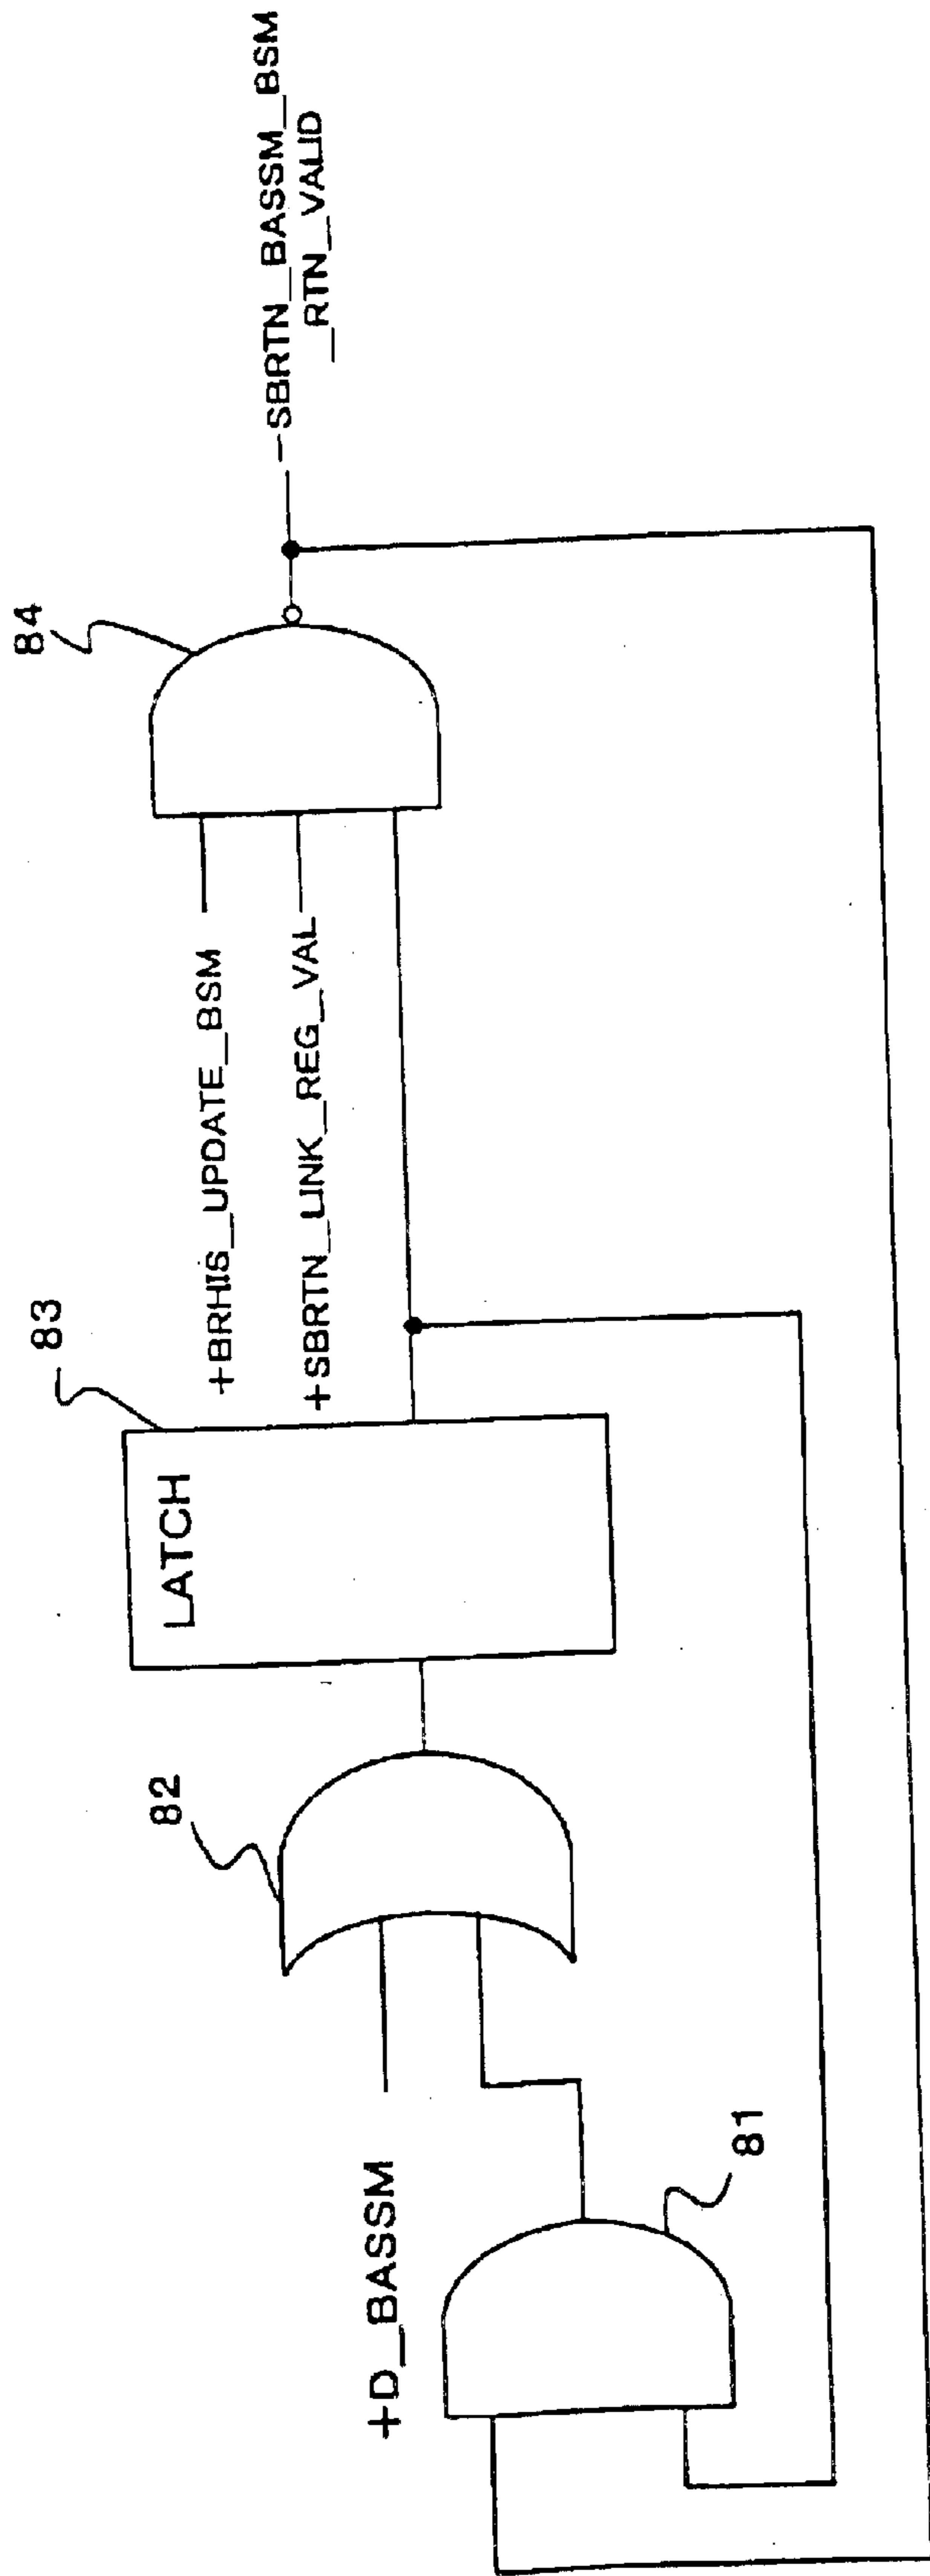 84
-SBRTN_BASSM_BSM
_RTN_VALID
83
+BRHIS_UPDATE_BSM
+SBRTN_LINK_REG_VAL
LATCH
82
+D_BASSM
81